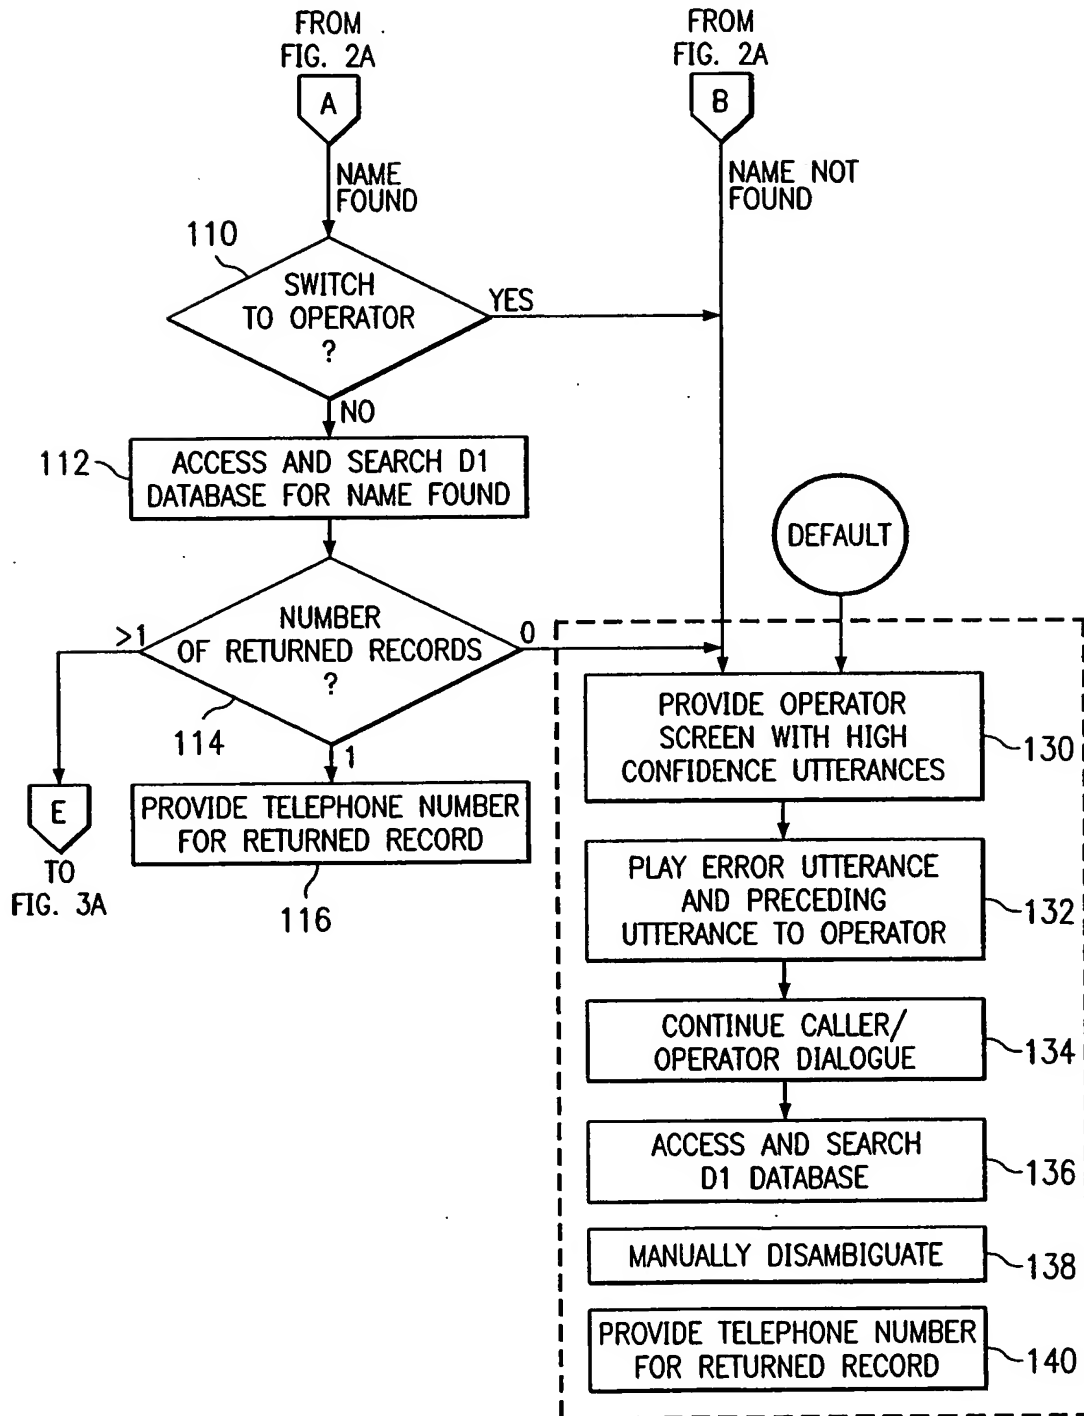 FROM
FIG. 2A
A
NAME
FOUND
110
SWITCH
TO OPERATOR
?
YES
NO
112
ACCESS AND SEARCH D1
DATABASE FOR NAME FOUND
NUMBER
OF RETURNED RECORDS
?
>1
0
114
1
E
TO
FIG. 3A
PROVIDE TELEPHONE NUMBER
FOR RETURNED RECORD
116
FROM
FIG. 2A
B
NAME NOT
FOUND
DEFAULT
PROVIDE OPERATOR
SCREEN WITH HIGH
CONFIDENCE UTTERANCES
130
PLAY ERROR UTTERANCE
AND PRECEDING
UTTERANCE TO OPERATOR
132
CONTINUE CALLER/
OPERATOR DIALOGUE
134
ACCESS AND SEARCH
D1 DATABASE
136
MANUALLY DISAMBIGUATE
138
PROVIDE TELEPHONE NUMBER
FOR RETURNED RECORD
140